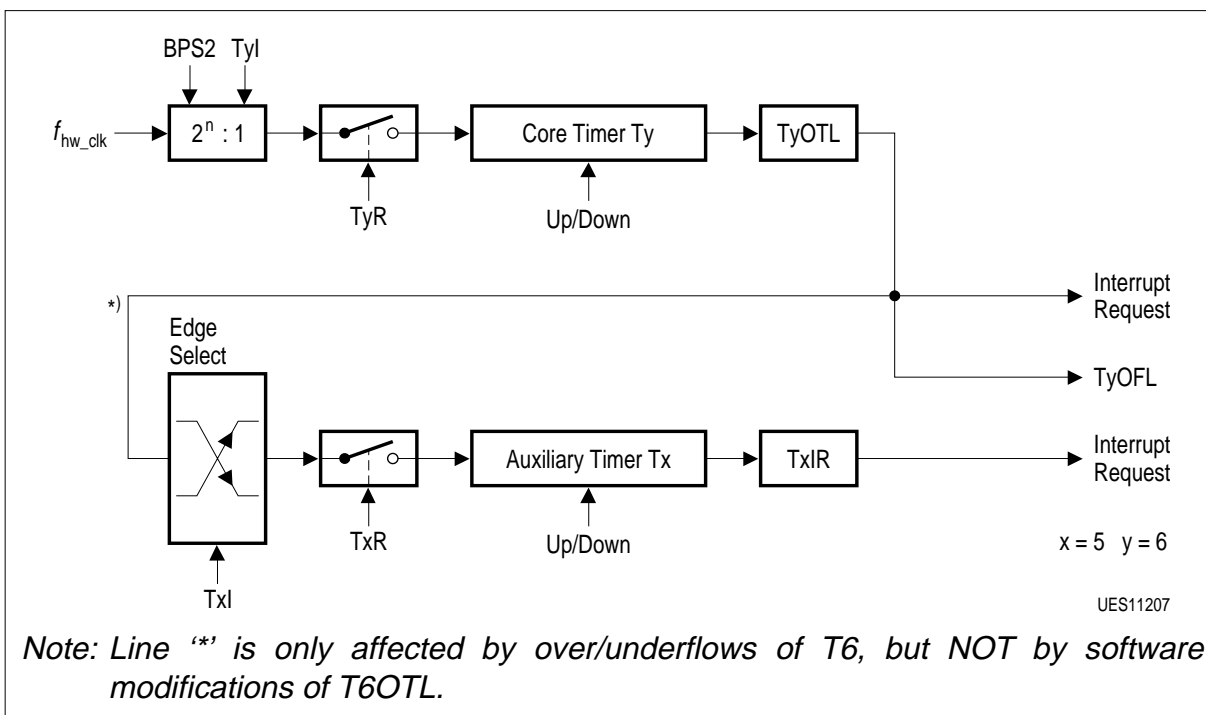 BPS2 TyI
fhw_clk
2n : 1
Core Timer Ty
TyOTL
TyR
Up/Down
*)
Interrupt
Request
Edge
Select
TyOFL
Auxiliary Timer Tx
TxIR
Interrupt
Request
TxR
Up/Down
x = 5 y = 6
TxI
UES11207
Note: Line ‘*’ is only affected by over/underflows of T6, but NOT by software
modifications of T6OTL.